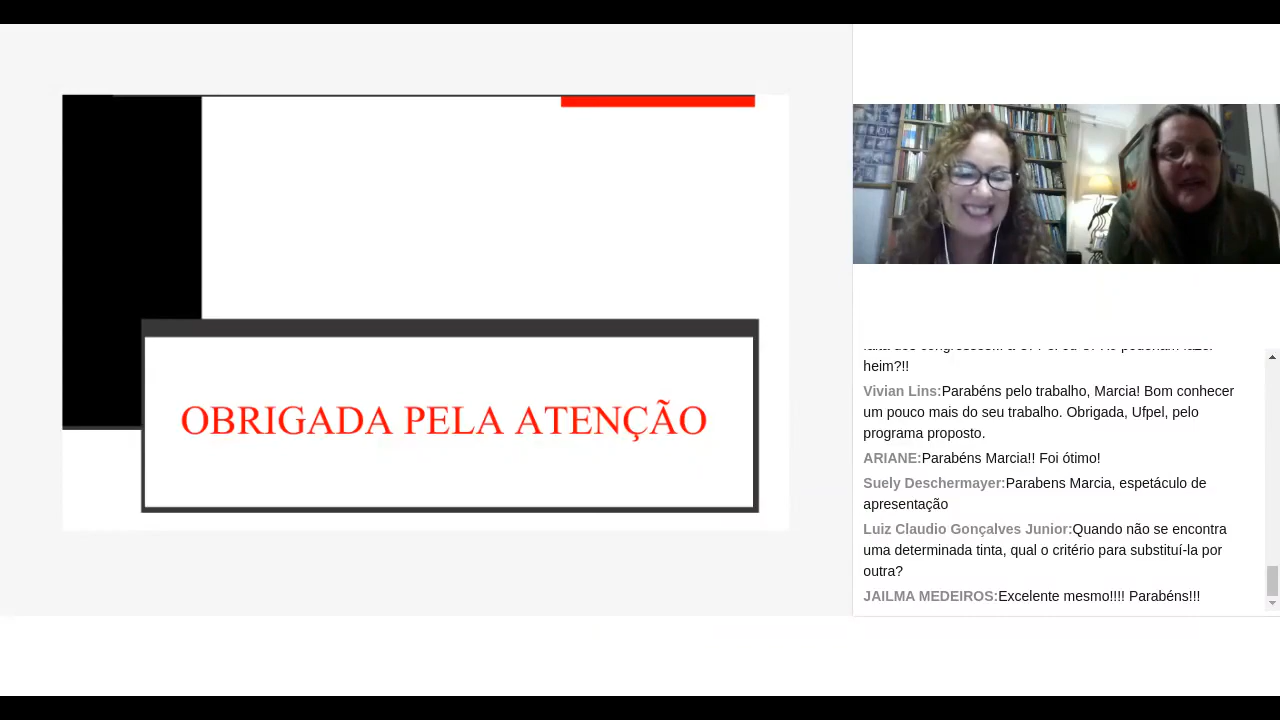 OBRIGADA PELA ATENÇÃO
heim?!!
Vivian Lins:Parabéns pelo trabalho, Marcia! Bom conhecer
um pouco mais do seu trabalho. Obrigada, Ufpel, pelo
programa proposto.
ARIANE:Parabéns Marcia!! Foi ótimo!
Suely Deschermayer:Parabens Marcia, espetáculo de
apresentação
Luiz Claudio Gonçalves Junior:Quando não se encontra
uma determinada tinta, qual o critério para substituí-la por
outra?
JAILMA MEDEIROS:Excelente mesmo!!!! Parabéns!!!